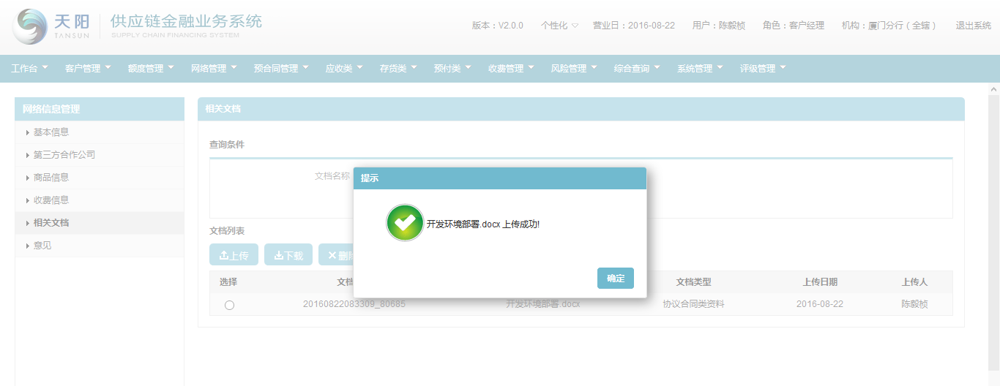 天阳
TANSUN
供应链金融业务系统
SUPPLY CHAIN FINANCING SYSTEM
版本：V2.0.0 个性化 营业日：2016-08-22 用户：陈毅桢 角色：客户经理 机构：厦门分行（全辖） 退出系统
工作台 客户管理 额度管理 网络管理 预合同管理 应收类 存货类 预付类 收费管理 风险管理 综合查询 系统管理 评级管理
网络信息管理
基本信息
第三方合作公司
商品信息
收费信息
相关文档
意见
相关文档
查询条件
文档名称
提示
开发环境部署.docx 上传成功!
确定
文档列表
上传 下载 删除
选择 文档 文档类型 上传日期 上传人
20160822083309_80685 开发环境部署.docx 协议合同类资料 2016-08-22 陈毅桢